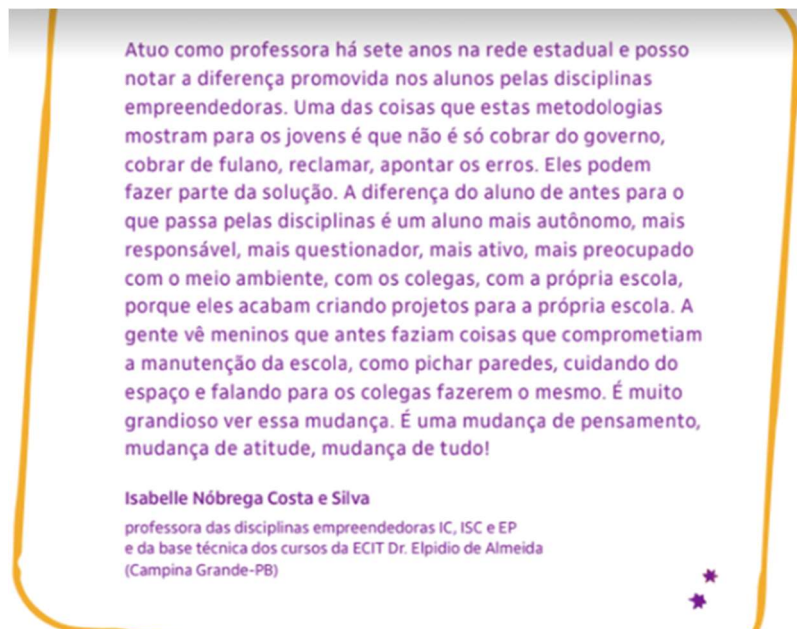 Atuo como professora há sete anos na rede estadual e posso
notar a diferença promovida nos alunos pelas disciplinas
empreendedoras. Uma das coisas que estas metodologias
mostram para os jovens é que não é só cobrar do governo,
cobrar de fulano, reclamar, apontar os erros. Eles podem
fazer parte da solução. A diferença do aluno de antes para o
que passa pelas disciplinas é um aluno mais autônomo, mais
responsável, mais questionador, mais ativo, mais preocupado
com o meio ambiente, com os colegas, com a própria escola,
porque eles acabam criando projetos para a própria escola. A
gente vê meninos que antes faziam coisas que comprometiam
a manutenção da escola, como pichar paredes, cuidando do
espaço e falando para os colegas fazerem o mesmo. É muito
grandioso ver essa mudança. É uma mudança de pensamento,
mudança de atitude, mudança de tudo!
Isabelle Nóbrega Costa e Silva
professora das disciplinas empreendedoras IC, ISC e EP
e da base técnica dos cursos da ECIT Dr. Elpidio de Almeida
(Campina Grande-PB)